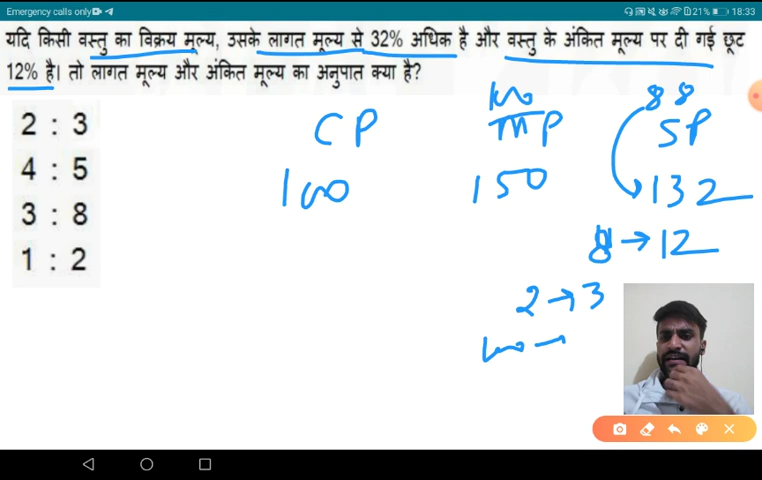 Emergency calls only 21% 18:33
यदि किसी वस्तु का विक्रय मूल्य, उसके लागत मूल्य से 32% अधिक है और वस्तु के अंकित मूल्य पर दी गई छूट
12% है। तो लागत मूल्य और अंकित मूल्य का अनुपात क्या है?
2 : 3
4 : 5
3 : 8
1 : 2
100 88
CP MP SP
100 150 132
8 → 12
2 → 3
100 →